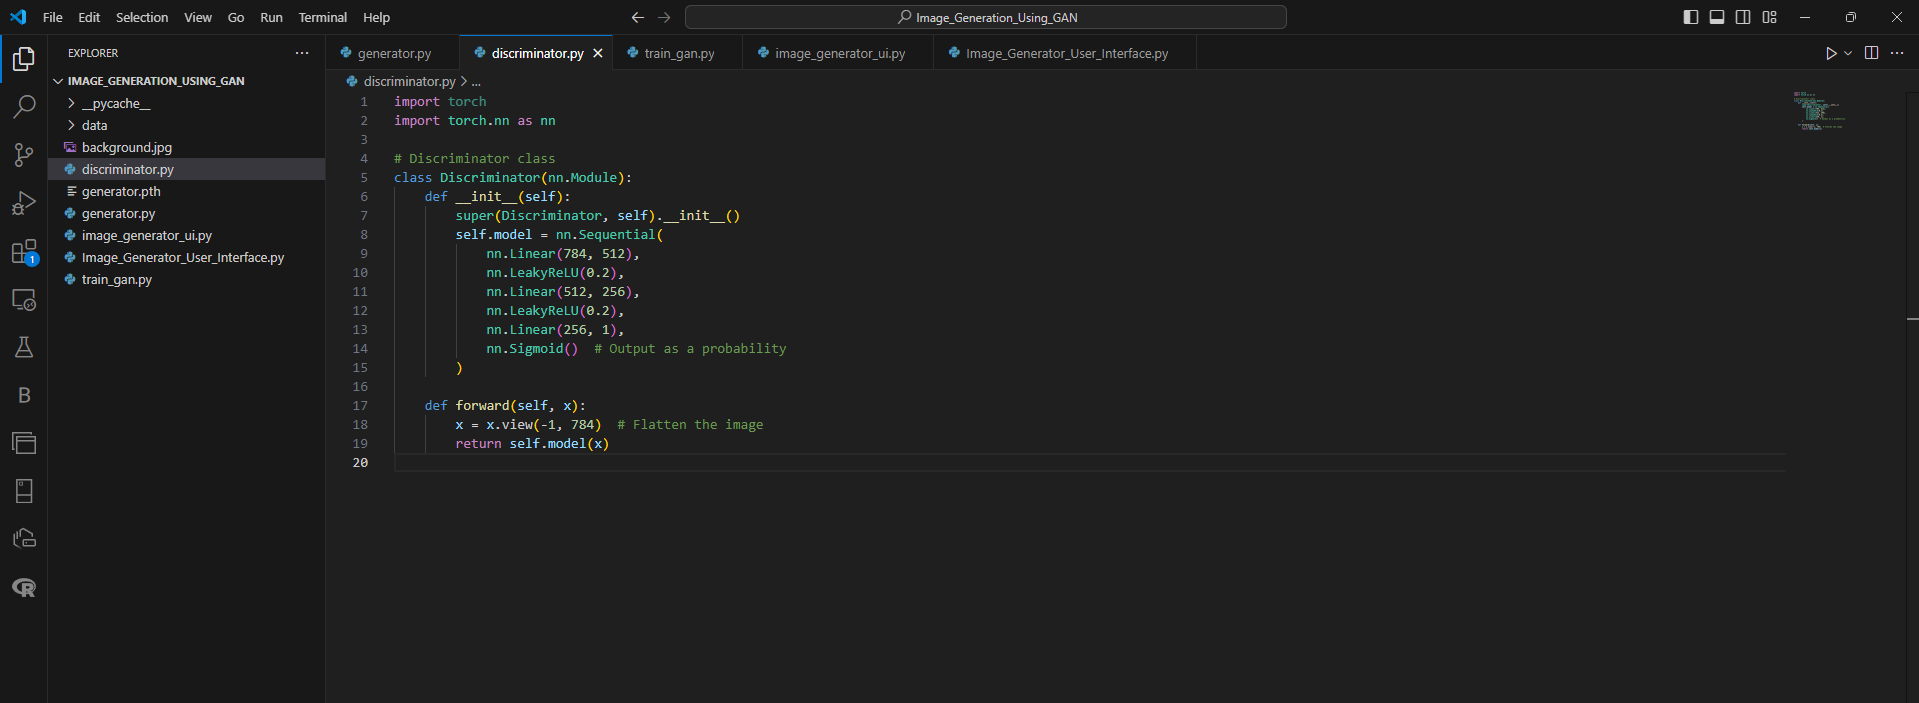 File Edit Selection View Go Run Terminal Help
Image_Generation_Using_GAN
EXPLORER
IMAGE_GENERATION_USING_GAN
__pycache__
data
background.jpg
discriminator.py
generator.pth
generator.py
image_generator_ui.py
Image_Generator_User_Interface.py
train_gan.py
1
B
R
generator.py discriminator.py train_gan.py image_generator_ui.py Image_Generator_User_Interface.py
discriminator.py > ...
1 import torch
2 import torch.nn as nn
3
4 # Discriminator class
5 class Discriminator(nn.Module):
6     def __init__(self):
7         super(Discriminator, self).__init__()
8         self.model = nn.Sequential(
9             nn.Linear(784, 512),
10             nn.LeakyReLU(0.2),
11             nn.Linear(512, 256),
12             nn.LeakyReLU(0.2),
13             nn.Linear(256, 1),
14             nn.Sigmoid()  # Output as a probability
15         )
16
17     def forward(self, x):
18         x = x.view(-1, 784)  # Flatten the image
19         return self.model(x)
20